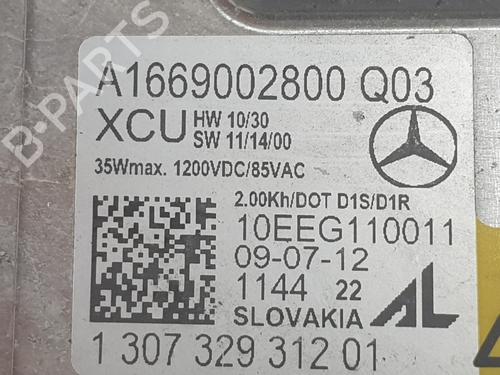 B-PARTS
A1669002800 Q03
XCU HW 10/30
SW 11/14/00
35Wmax. 1200VDC/85VAC
2.00Kh/DOT D1S/D1R
10EEG110011
09-07-12
1144 22
SLOVAKIA AL
1 307 329 312 01